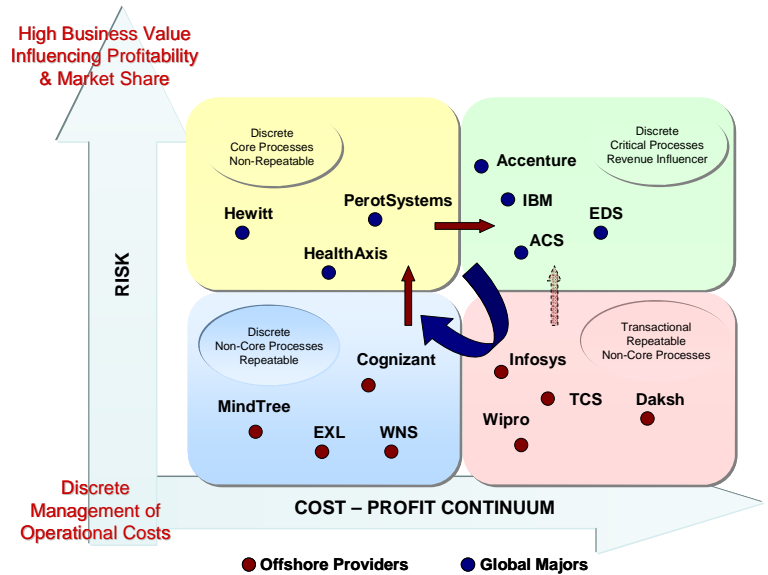 High Business Value
Influencing Profitability
& Market Share
Discrete
Core Processes
Non-Repeatable
Discrete
Critical Processes
Revenue Influencer
Accenture
PerotSystems
IBM
Hewitt
EDS
ACS
HealthAxis
RISK
Discrete
Non-Core Processes
Repeatable
Transactional
Repeatable
Non-Core Processes
Cognizant
Infosys
MindTree
TCS
Daksh
EXL
WNS
Wipro
Discrete
Management of
Operational Costs
COST – PROFIT CONTINUUM
Offshore Providers
Global Majors